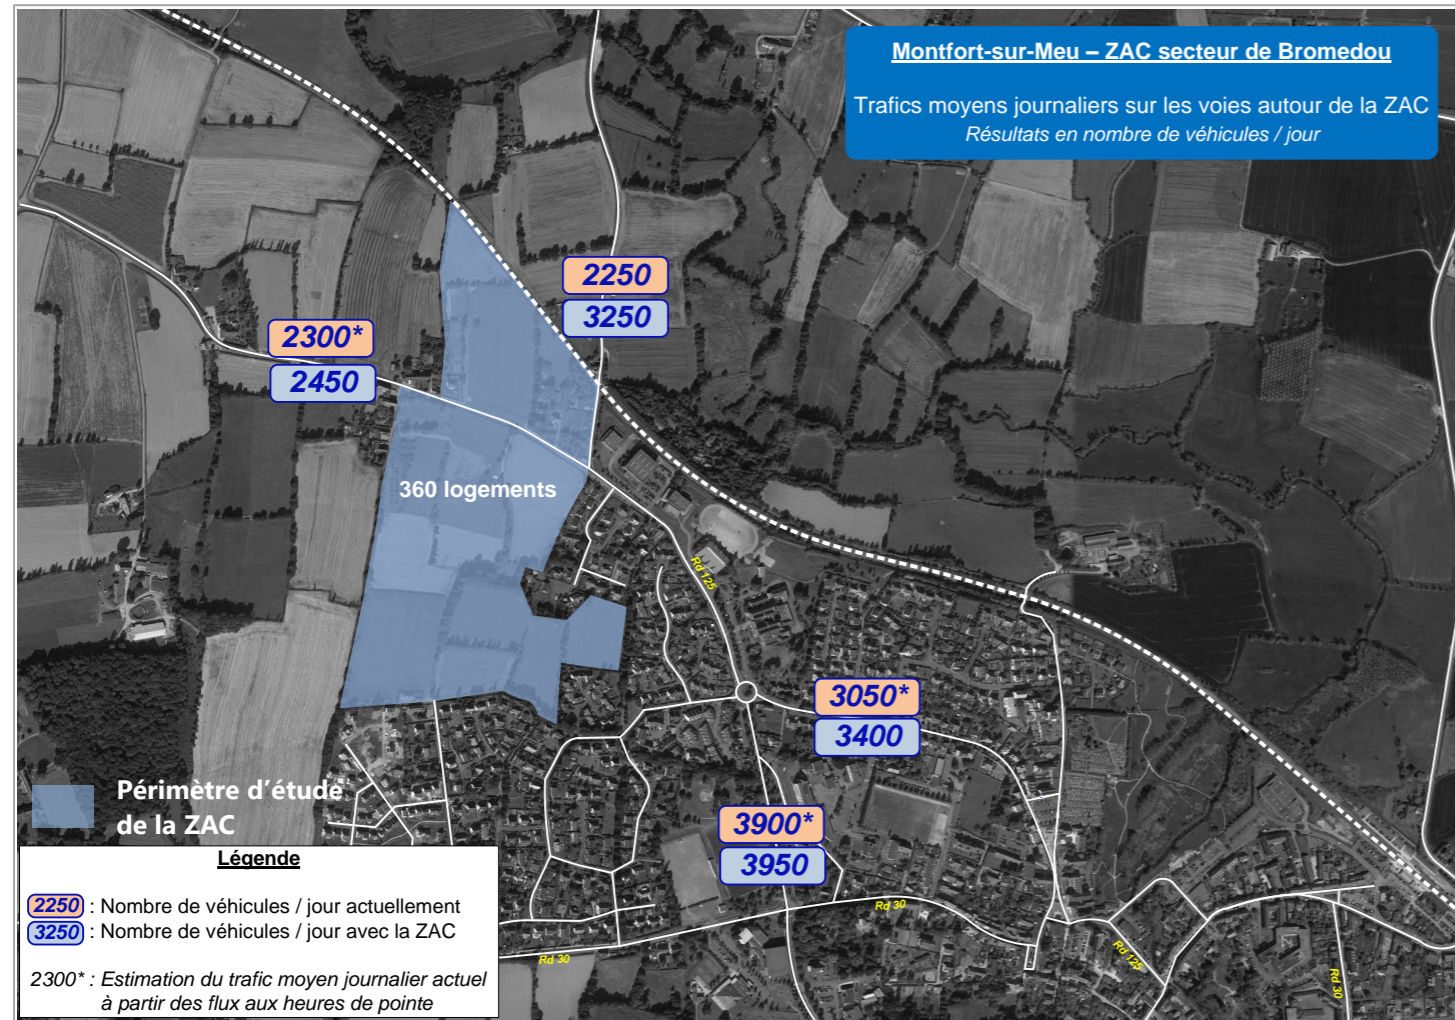 Montfort-sur-Meu – ZAC secteur de Bromedou
Trafics moyens journaliers sur les voies autour de la ZAC
Résultats en nombre de véhicules / jour
2250
3250
2300*
2450
360 logements
Rd 125
3050*
3400
3900*
3950
Rd 30
Rd 30
Rd 125
Rd 30
Périmètre d'étude
de la ZAC
Légende
2250 : Nombre de véhicules / jour actuellement
3250 : Nombre de véhicules / jour avec la ZAC
2300* : Estimation du trafic moyen journalier actuel
à partir des flux aux heures de pointe